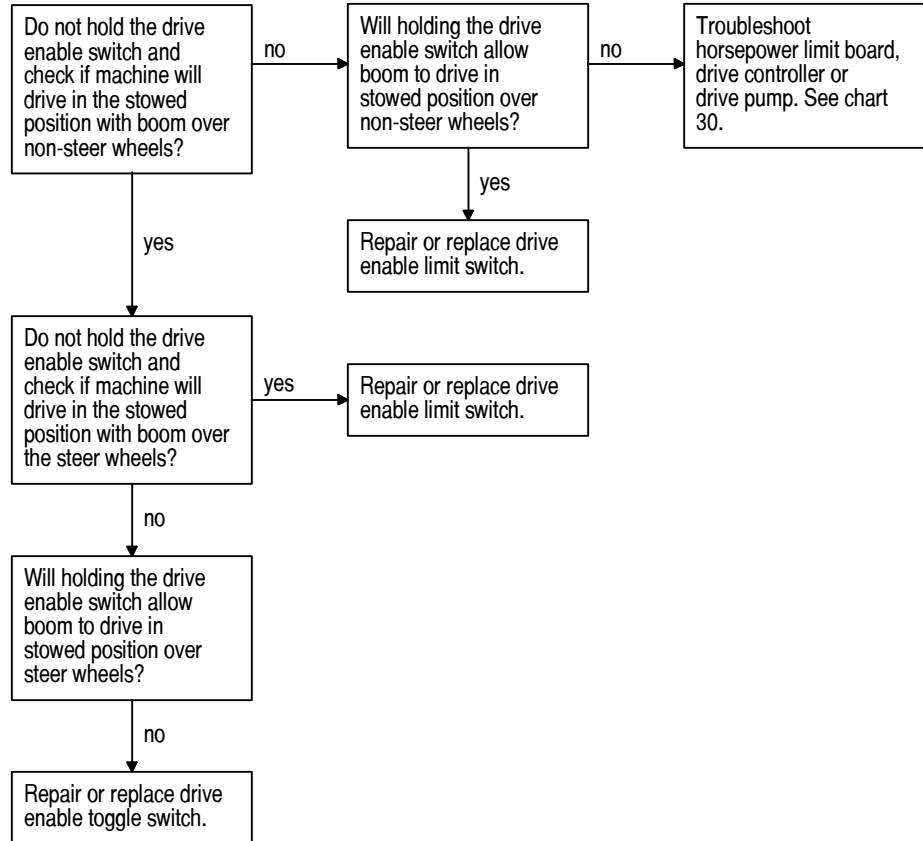 Do not hold the drive
enable switch and
check if machine will
drive in the stowed
position with boom over
non-steer wheels?
no
Will holding the drive
enable switch allow
boom to drive in
stowed position over
non-steer wheels?
no
Troubleshoot
horsepower limit board,
drive controller or
drive pump. See chart
30.
yes
yes
Repair or replace drive
enable limit switch.
Do not hold the drive
enable switch and
check if machine will
drive in the stowed
position with boom over
the steer wheels?
yes
Repair or replace drive
enable limit switch.
no
Will holding the drive
enable switch allow
boom to drive in
stowed position over
steer wheels?
no
Repair or replace drive
enable toggle switch.